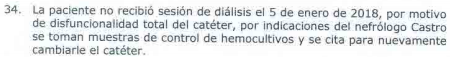 34. La paciente no recibió sesión de diálisis el 5 de enero de 2018, por motivo
de disfuncionalidad total del catéter, por indicaciones del nefrólogo Castro
se toman muestras de control de hemocultivos y se cita para nuevamente
cambiarle el catéter.